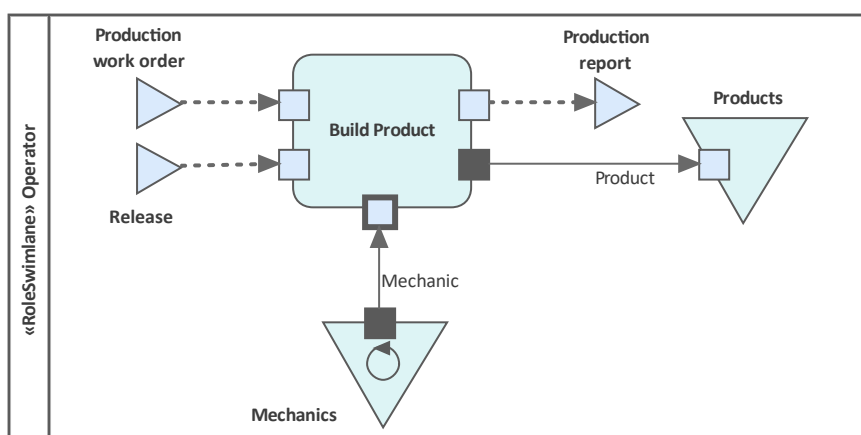 «RoleSwimlane» Operator
Production
work order
Release
Build Product
Production
report
Products
Product
Mechanic
Mechanics